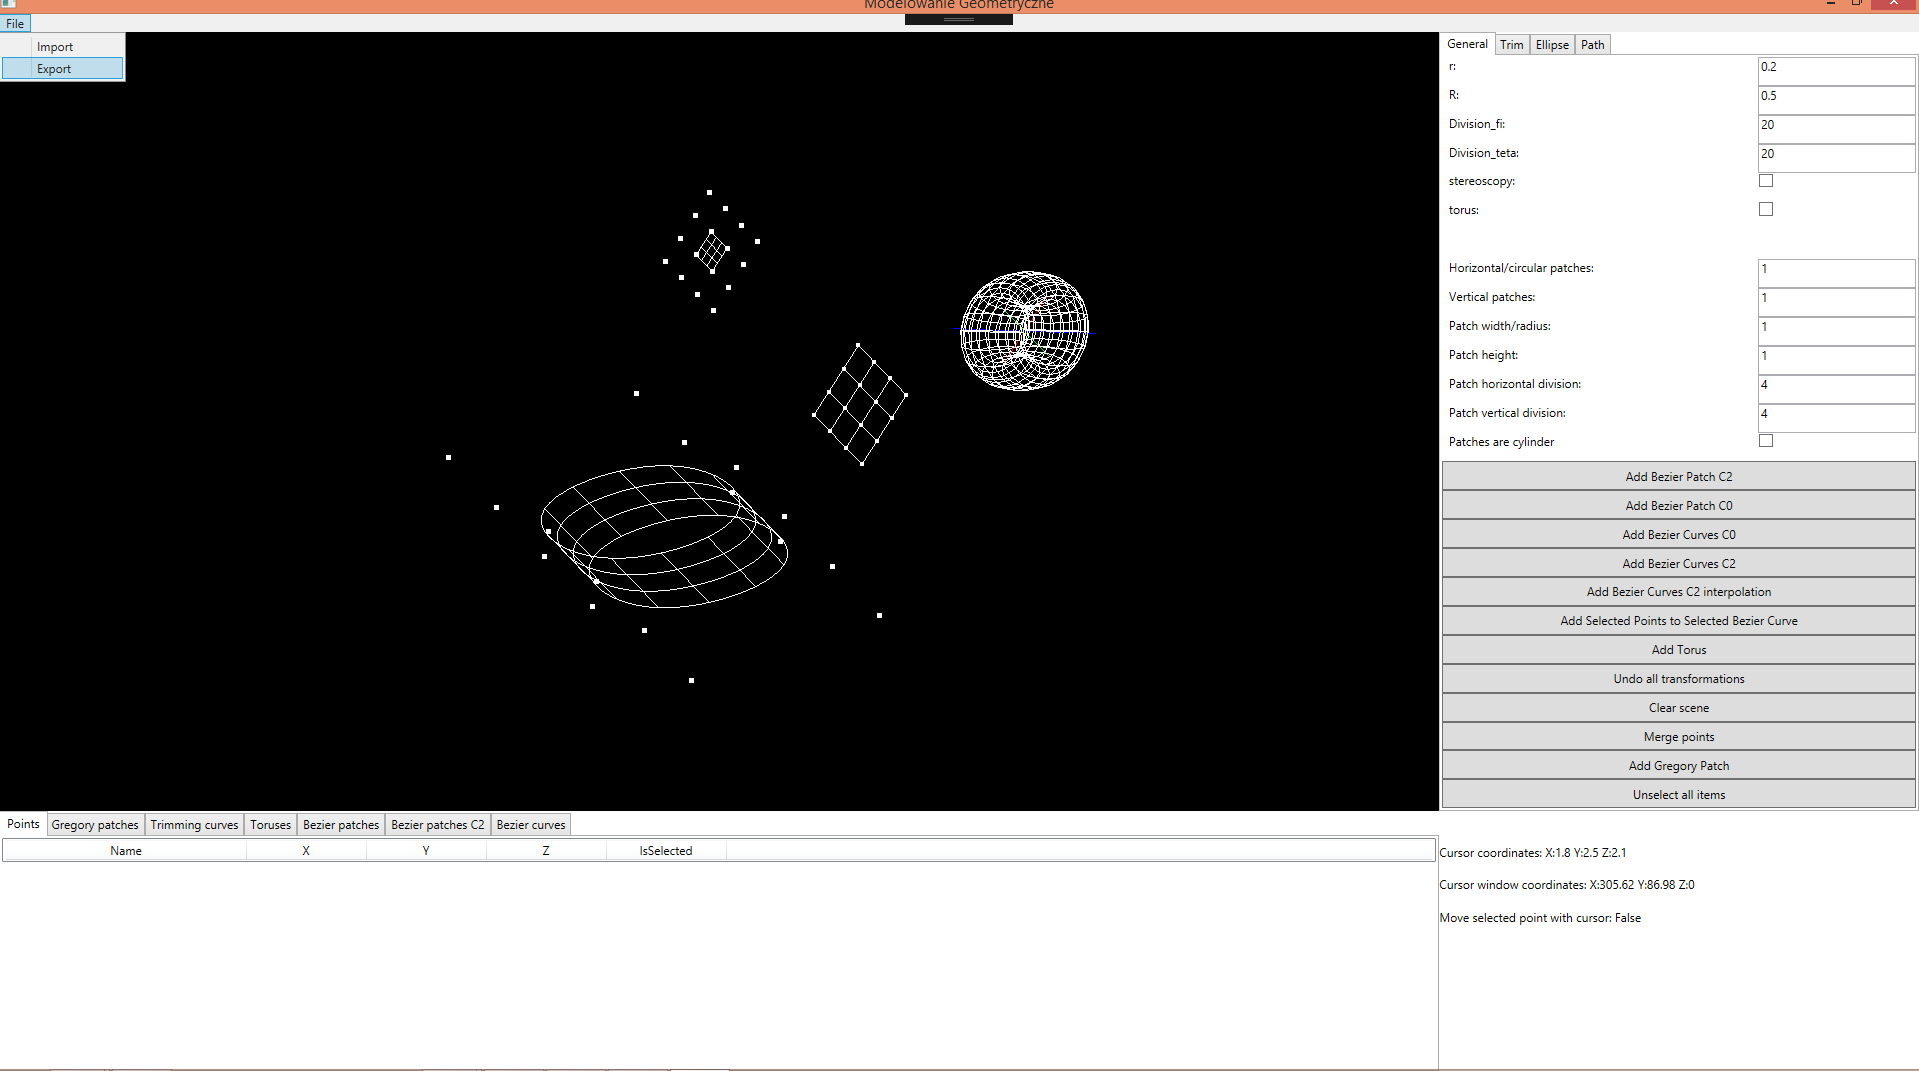 Modelowanie Geometryczne
File
Import
Export
General Trim Ellipse Path
r: 0.2
R: 0.5
Division_fi: 20
Division_teta: 20
stereoscopy:
torus:
Horizontal/circular patches: 1
Vertical patches: 1
Patch width/radius: 1
Patch height: 1
Patch horizontal division: 4
Patch vertical division: 4
Patches are cylinder
Add Bezier Patch C2
Add Bezier Patch C0
Add Bezier Curves C0
Add Bezier Curves C2
Add Bezier Curves C2 interpolation
Add Selected Points to Selected Bezier Curve
Add Torus
Undo all transformations
Clear scene
Merge points
Add Gregory Patch
Unselect all items
Points Gregory patches Trimming curves Toruses Bezier patches Bezier patches C2 Bezier curves
Name X Y Z IsSelected
Cursor coordinates: X:1.8 Y:2.5 Z:2.1
Cursor window coordinates: X:305.62 Y:86.98 Z:0
Move selected point with cursor: False